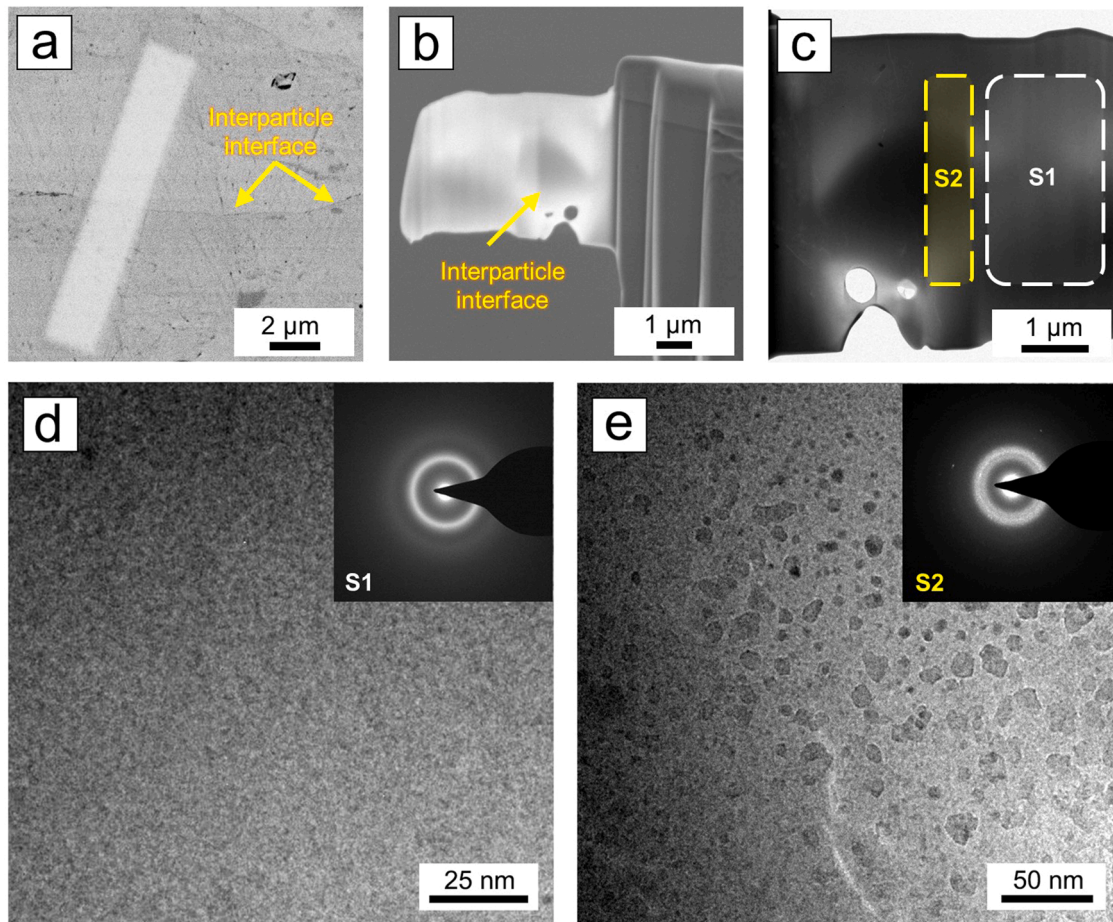 a
Interparticle
interface
2 µm
b
Interparticle
interface
1 µm
c
S2
S1
1 µm
d
S1
25 nm
e
S2
50 nm